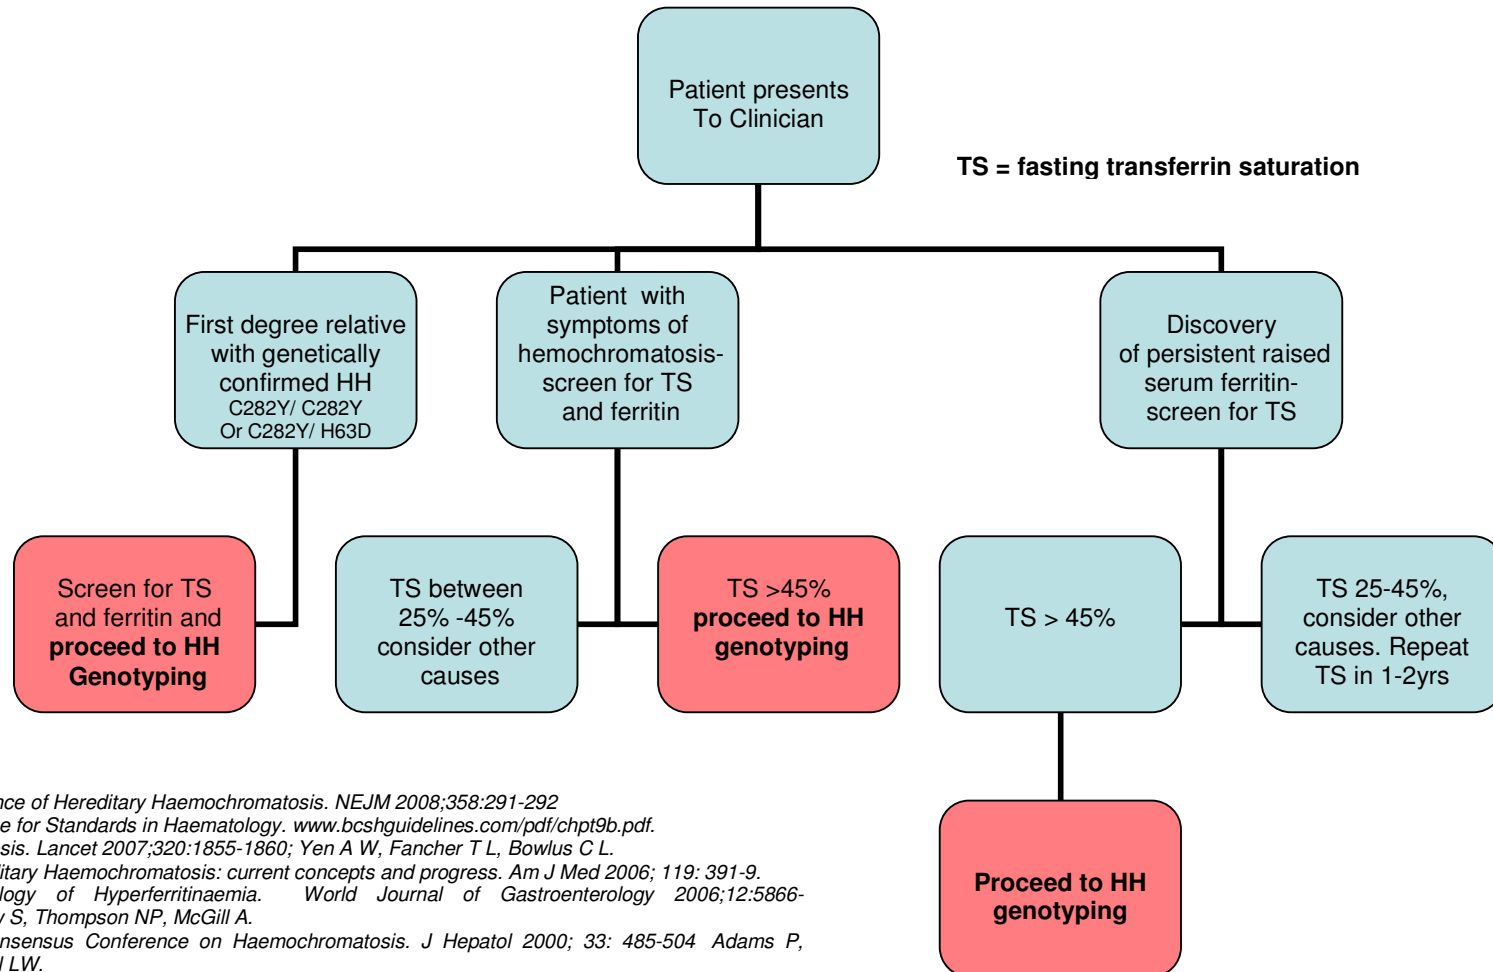 Patient presents
To Clinician
TS = fasting transferrin saturation
First degree relative
with genetically
confirmed HH
C282Y/ C282Y
Or C282Y/ H63D
Patient with
symptoms of
hemochromatosis-
screen for TS
and ferritin
Discovery
of persistent raised
serum ferritin-
screen for TS
Screen for TS
and ferritin and
proceed to HH
Genotyping
TS between
25% -45%
consider other
causes
TS >45%
proceed to HH
genotyping
TS > 45%
TS 25-45%,
consider other
causes. Repeat
TS in 1-2yrs
Proceed to HH
genotyping
of Hereditary Haemochromatosis. NEJM 2008;358:291-292
for Standards in Haematology. www.bcshguidelines.com/pdf/chpt9b.pdf.
Lancet 2007;320:1855-1860; Yen A W, Fancher T L, Bowlus C L.
Haemochromatosis: current concepts and progress. Am J Med 2006; 119: 391-9.
of Hyperferritinaemia. World Journal of Gastroenterology 2006;12:5866-
S, Thompson NP, McGill A.
Conference on Haemochromatosis. J Hepatol 2000; 33: 485-504 Adams P,
LW.